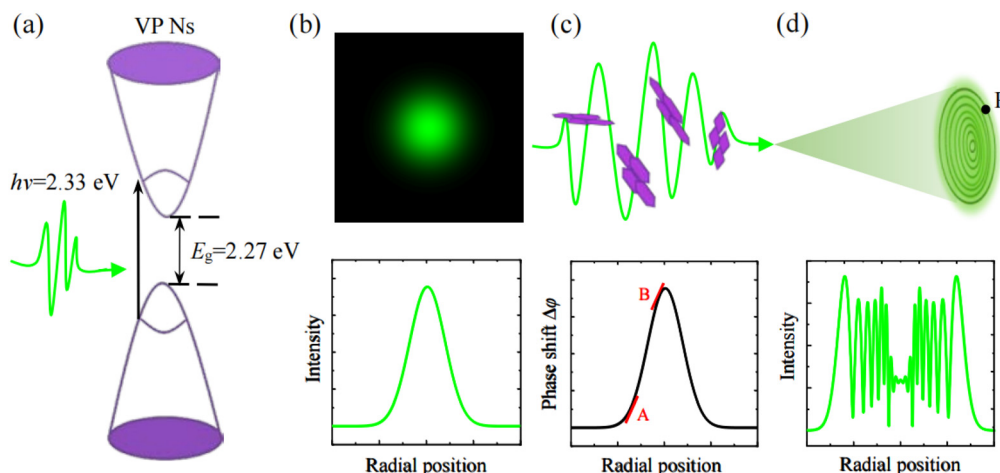 (a)
VP Ns
hν=2.33 eV
Eg=2.27 eV
(b)
Intensity
Radial position
(c)
Phase shift Δφ
B
A
Radial position
(d)
Intensity
Radial position